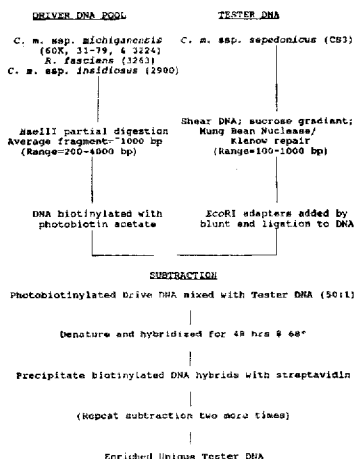 DRIVER DNA POOL
C. m. ssp. michiganensis
(60K, 31-79, & 3224)
R. fascians (3263)
C. m. ssp. insidiosus (2900)
HaeIII partial digestion
Average fragment=~1000 bp
(Range=200-4000 bp)
DNA biotinylated with
photobiotin acetate
TESTER DNA
C. m. ssp. sepedonicus (CS3)
Shear DNA; sucrose gradient;
Mung Bean Nuclease/
Klenow repair
(Range=100-1000 bp)
EcoRI adapters added by
blunt end ligation to DNA
SUBTRACTION
Photobiotinylated Drive DNA mixed with Tester DNA (50:1)
Denature and hybridized for 48 hrs @ 68°
Precipitate biotinylated DNA hybrids with streptavidin
(Repeat subtraction two more times)
Enriched Unique Tester DNA